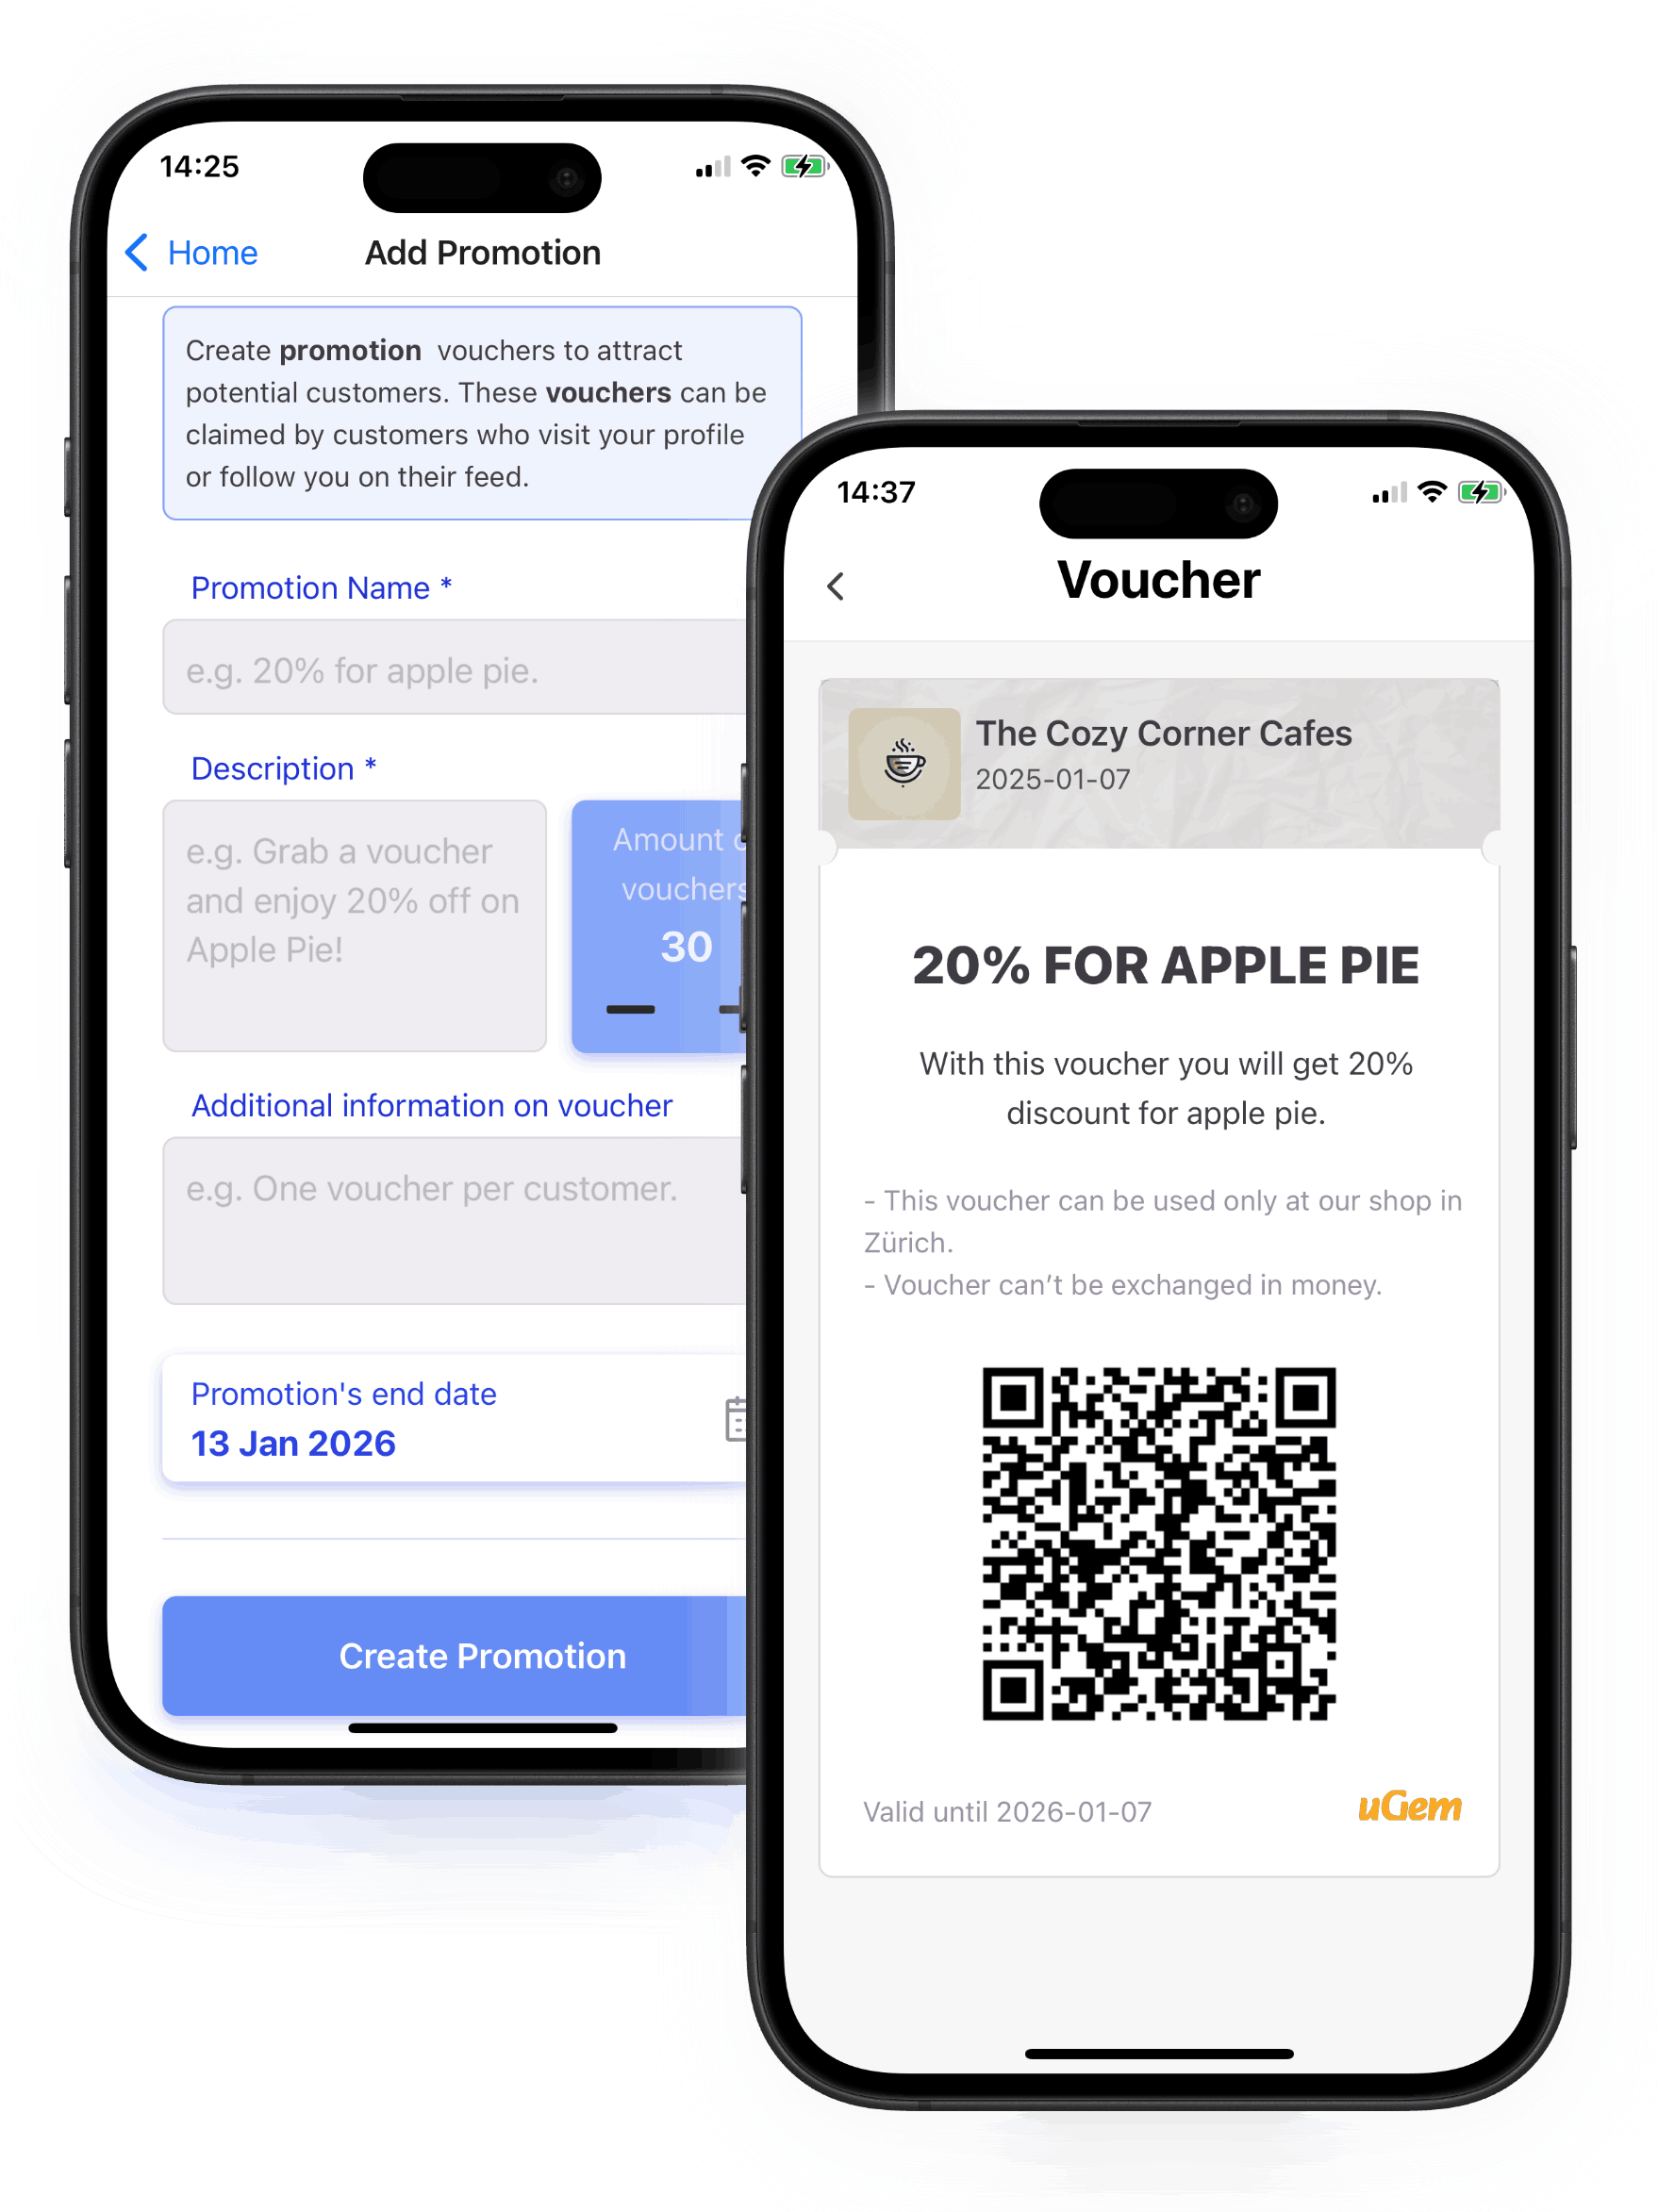 14:25
Home
Add Promotion
Create promotion vouchers to attract
potential customers. These vouchers can be
claimed by customers who visit your profile
or follow you on their feed.
Promotion Name *
e.g. 20% for apple pie.
Description *
e.g. Grab a voucher
and enjoy 20% off on
Apple Pie!
Amount
vouchers
30
Additional information on voucher
e.g. One voucher per customer.
Promotion's end date
13 Jan 2026
Create Promotion
14:37
Voucher
The Cozy Corner Cafes
2025-01-07
20% FOR APPLE PIE
With this voucher you will get 20%
discount for apple pie.
- This voucher can be used only at our shop in
Zürich.
- Voucher can’t be exchanged in money.
Valid until 2026-01-07
uGem